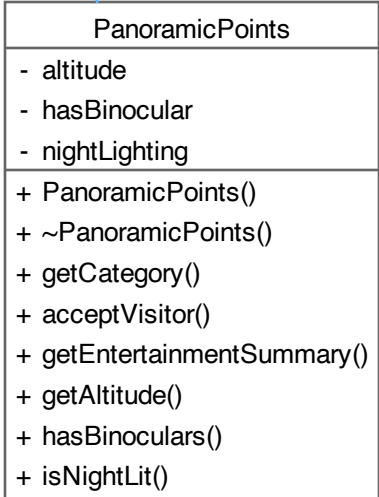 PanoramicPoints
- altitude
- hasBinocular
- nightLighting
+ PanoramicPoints()
+ ~PanoramicPoints()
+ getCategory()
+ acceptVisitor()
+ getEntertainmentSummary()
+ getAltitude()
+ hasBinoculars()
+ isNightLit()